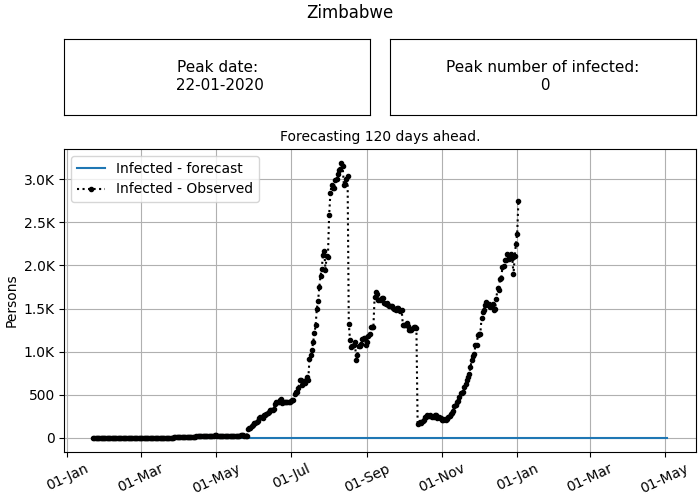 Zimbabwe
Peak date:
22-01-2020
Peak number of infected:
0
Forecasting 120 days ahead.
Infected - forecast
Infected - Observed
Persons
3.0K
2.5K
2.0K
1.5K
1.0K
500
0
01-Jan
01-Mar
01-May
01-Jul
01-Sep
01-Nov
01-Jan
01-Mar
01-May